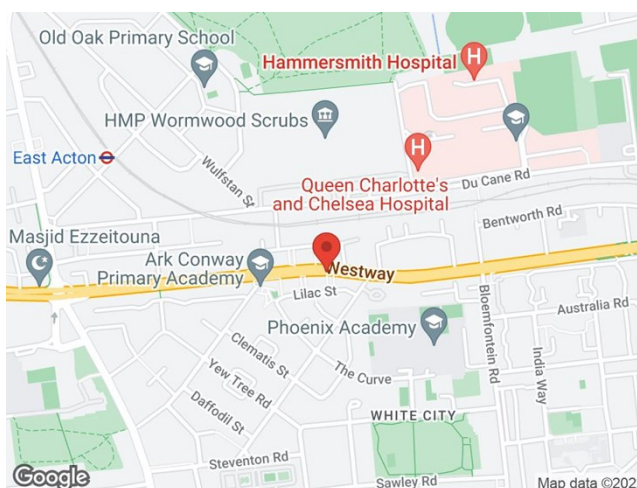 Old Oak Primary School
Hammersmith Hospital
H
HMP Wormwood Scrubs
East Acton
Wulfstan St
H
Queen Charlotte's
and Chelsea Hospital
Du Cane Rd
Bentworth Rd
Masjid Ezzeitouna
Ark Conway
Primary Academy
Westway
Lilac St
Bloemfontein Rd
Australia Rd
Phoenix Academy
Clematis St
The Curve
India Way
Yew Tree Rd
Daffodil St
WHITE CITY
Steventon Rd
Sawley Rd
Google
Map data ©202